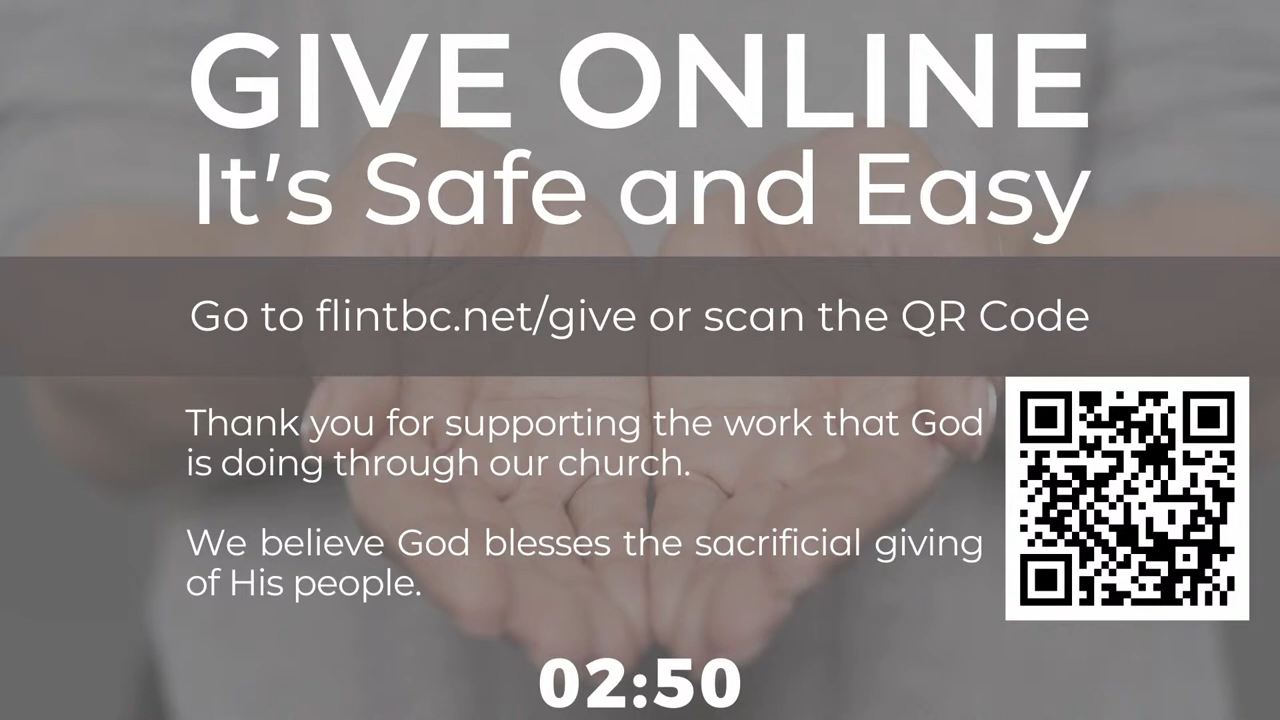 GIVE ONLINE
It's Safe and Easy
Go to flintbc.net/give or scan the QR Code
Thank you for supporting the work that God
is doing through our church.
We believe God blesses the sacrificial giving
of His people.
02:50